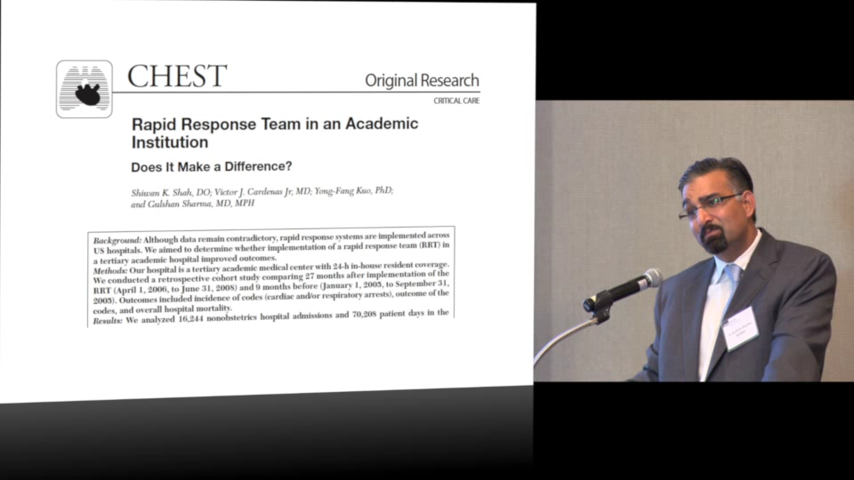 CHEST
Original Research
CRITICAL CARE
Rapid Response Team in an Academic
Institution
Does It Make a Difference?
Shiwan K. Shah, DO; Victor J. Cardenas Jr, MD; Yong-Fang Kuo, PhD;
and Gulshan Sharma, MD, MPH
Background: Although data remain contradictory, rapid response systems are implemented across
US hospitals. We aimed to determine whether implementation of a rapid response team (RRT) in
a tertiary academic hospital improved outcomes.
Methods: Our hospital is a tertiary academic medical center with 24-h in-house resident coverage.
We conducted a retrospective cohort study comparing 27 months after implementation of the
RRT (April 1, 2006, to June 31, 2008) and 9 months before (January 1, 2005, to September 31,
2005). Outcomes included incidence of codes (cardiac and/or respiratory arrests), outcome of the
codes, and overall hospital mortality.
Results: We analyzed 16,244 nonobstetrics hospital admissions and 70,208 patient days in the